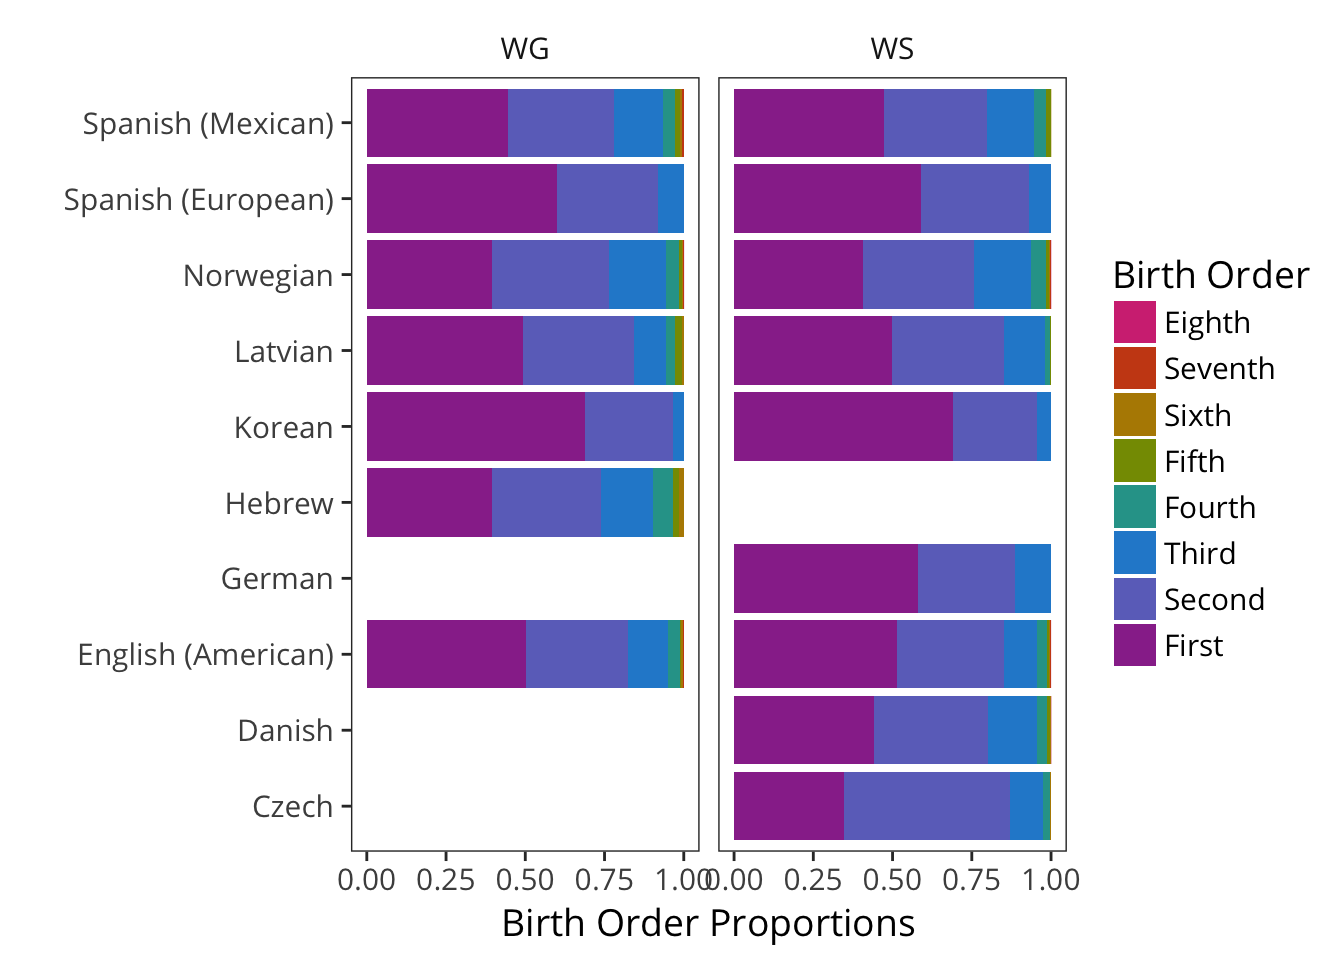 WG WS
Spanish (Mexican)
Spanish (European)
Norwegian
Latvian
Korean
Hebrew
German
English (American)
Danish
Czech
0.00 0.25 0.50 0.75 1.00 0.00 0.25 0.50 0.75 1.00
Birth Order Proportions
Birth Order
Eighth
Seventh
Sixth
Fifth
Fourth
Third
Second
First